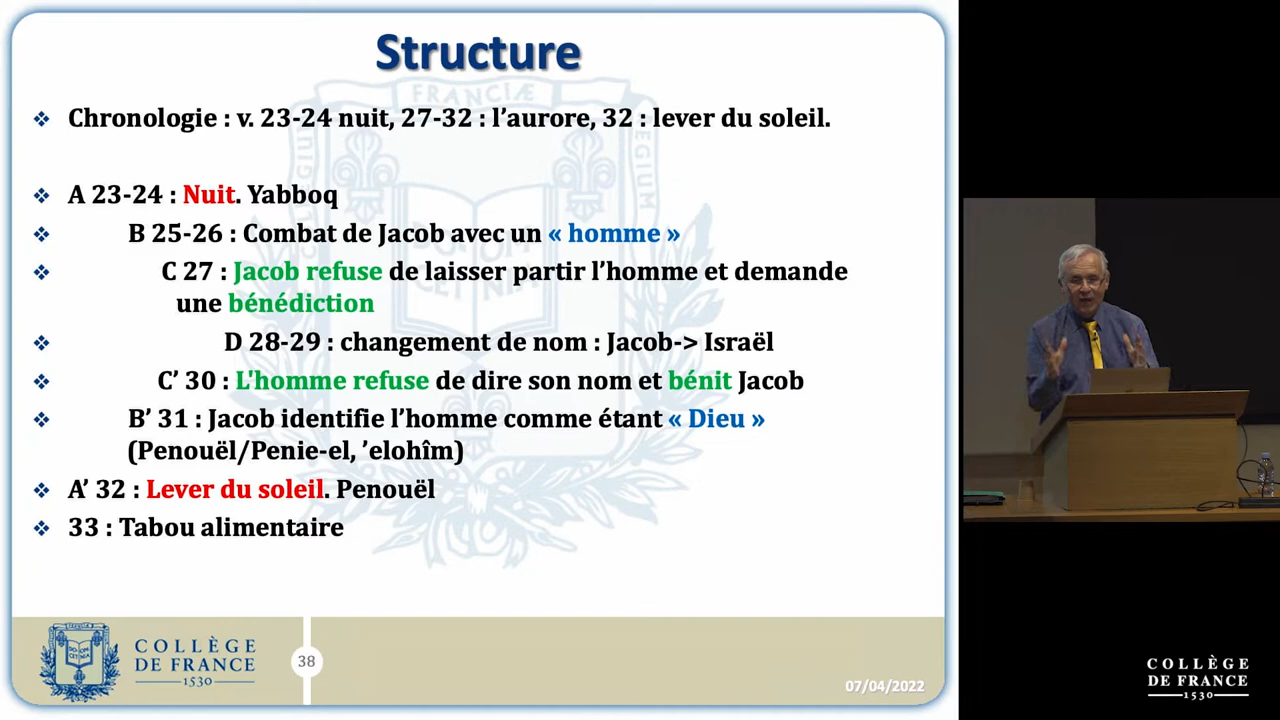 Structure
Chronologie : v. 23-24 nuit, 27-32 : l’aurore, 32 : lever du soleil.
A 23-24 : Nuit. Yabboq
B 25-26 : Combat de Jacob avec un « homme »
C 27 : Jacob refuse de laisser partir l’homme et demande
une bénédiction
D 28-29 : changement de nom : Jacob-> Israël
C’ 30 : L'homme refuse de dire son nom et bénit Jacob
B’ 31 : Jacob identifie l’homme comme étant « Dieu »
(Penouël/Penie-el, ’elohîm)
A’ 32 : Lever du soleil. Penouël
33 : Tabou alimentaire
COLLÈGE
DE FRANCE
1530
38
07/04/2022
COLLÈGE
DE FRANCE
1530